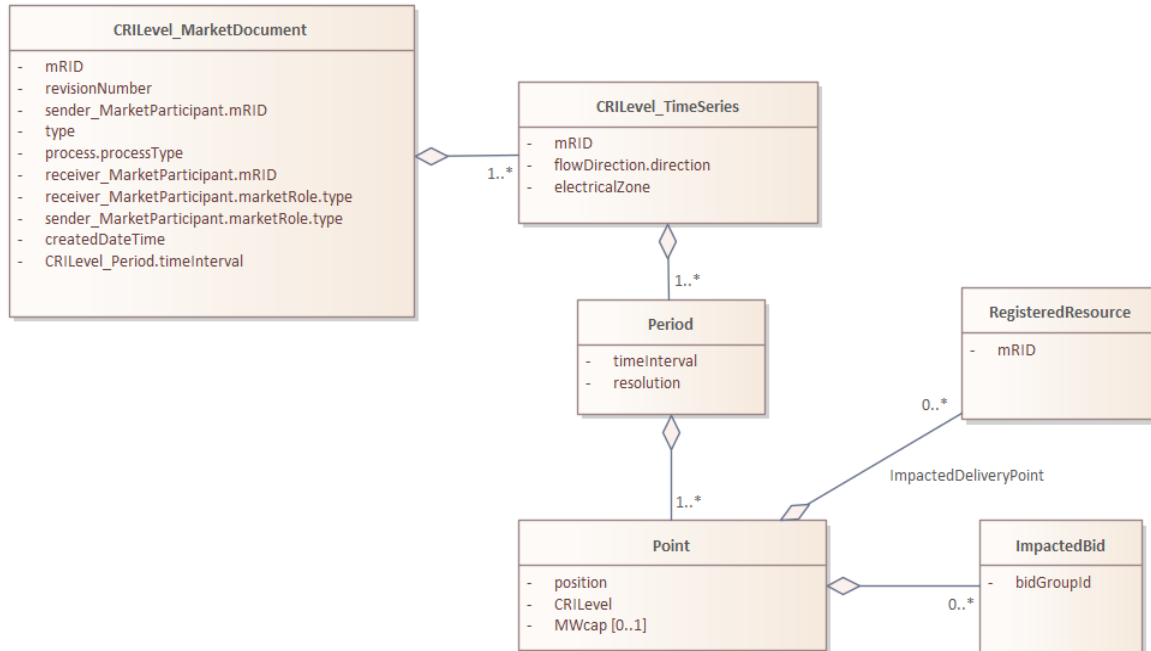 CRILevel_MarketDocument
- mRID
- revisionNumber
- sender_MarketParticipant.mRID
- type
- process.processType
- receiver_MarketParticipant.mRID
- receiver_MarketParticipant.marketRole.type
- sender_MarketParticipant.marketRole.type
- createdDateTime
- CRILevel_Period.timeInterval
1..*
CRILevel_TimeSeries
- mRID
- flowDirection.direction
- electricalZone
1..*
Period
- timeInterval
- resolution
1..*
RegisteredResource
- mRID
0..*
ImpactedDeliveryPoint
Point
- position
- CRILevel
- MWcap [0..1]
0..*
ImpactedBid
- bidGroupId